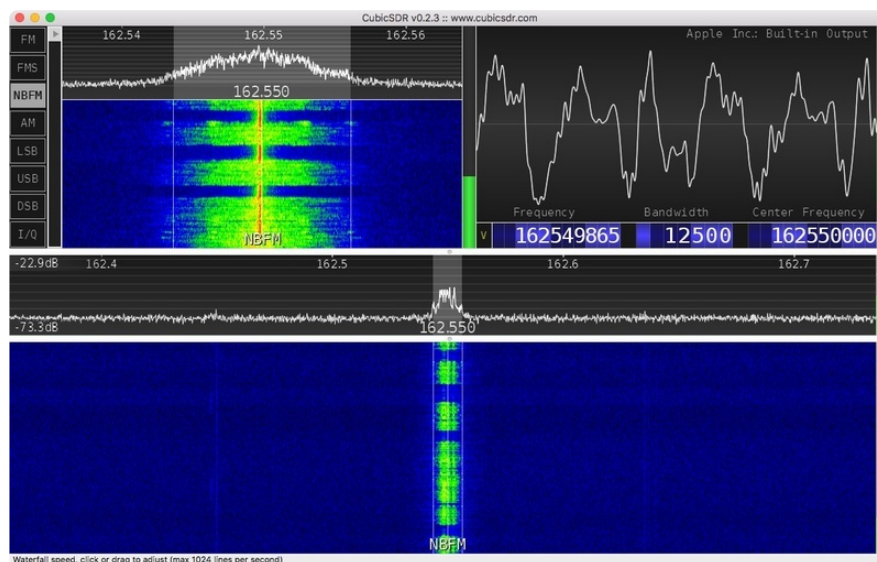 CubicSDR v0.2.3 :: www.cubicsdr.com
FM
FMS
NBFM
AM
LSB
USB
DSB
I/Q
162.54 162.55 162.56
162.550
NBFM
Apple Inc.: Built-in Output
Frequency Bandwidth Center Frequency
V 162549865 12500 162550000
-22.9dB 162.4 162.5 162.6 162.7
-73.3dB 162.550
NBFM
Waterfall speed, click or drag to adjust (max 1024 lines per second)